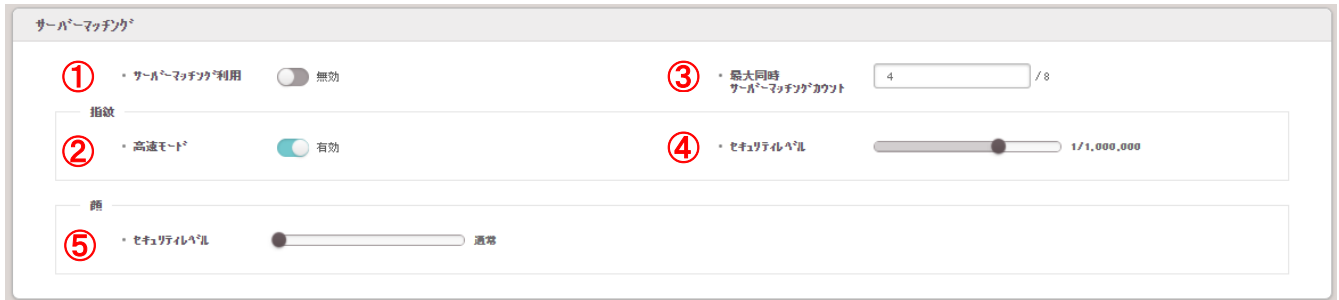 サーバーマッチング
① ・サーバーマッチング利用 無効
③ ・最大同時
サーバーマッチングカウント 4 /8
指紋
② ・高速モード 有効
④ ・セキュリティレベル 1/1,000,000
顔
⑤ ・セキュリティレベル 通常